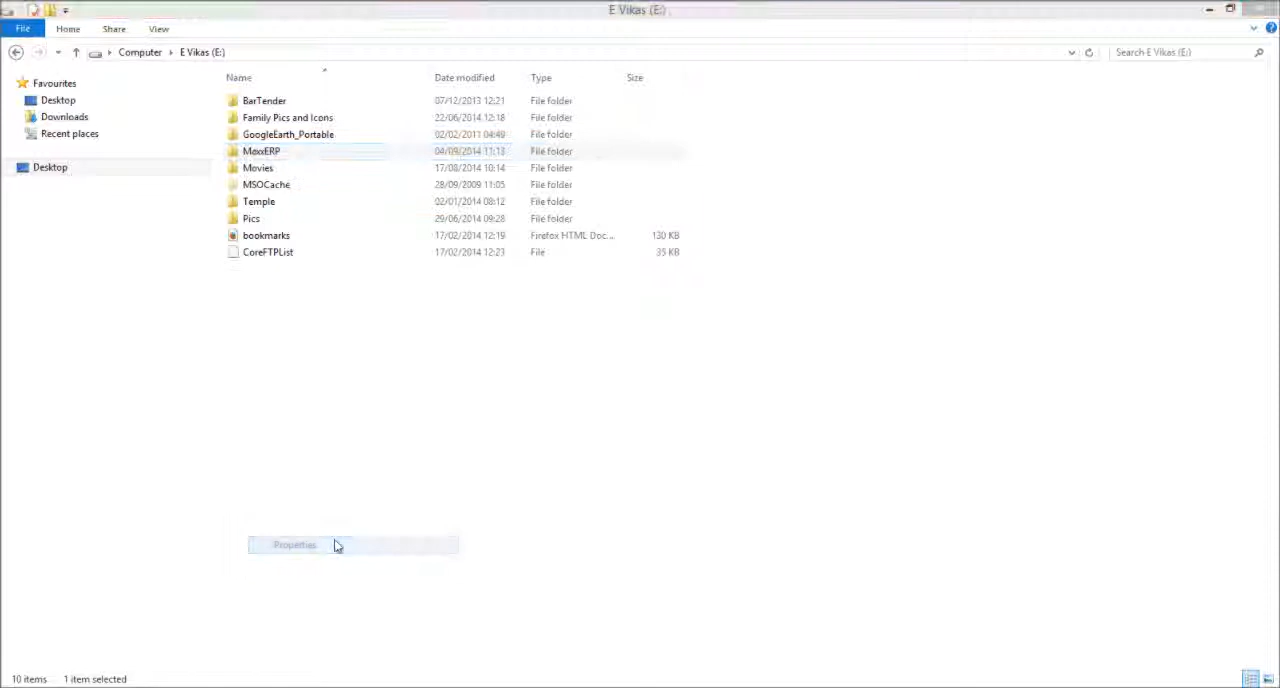 E Vikas (E:)
File Home Share View
Computer E Vikas (E:) Search E Vikas (E:)
Favourites
Desktop
Downloads
Recent places
Desktop
Name Date modified Type Size
BarTender 07/12/2013 12:21 File folder
Family Pics and Icons 22/06/2014 12:18 File folder
GoogleEarth_Portable 02/02/2011 04:49 File folder
MaxxERP 04/09/2014 11:13 File folder
Movies 17/08/2014 10:14 File folder
MSOCache 28/09/2009 11:05 File folder
Temple 02/01/2014 08:12 File folder
Pics 29/06/2014 09:28 File folder
bookmarks 17/02/2014 12:19 Firefox HTML Doc... 130 KB
CoreFTPList 17/02/2014 12:23 File 35 KB
Properties
10 items 1 item selected